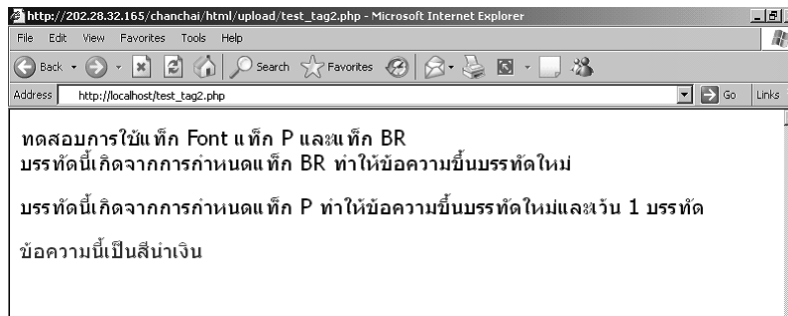 http://202.28.32.165/chanchai/html/upload/test_tag2.php - Microsoft Internet Explorer
File Edit View Favorites Tools Help
Back Search Favorites
Address http://localhost/test_tag2.php Go Links
ทดสอบการใช้แท็ก Font แท็ก P และแท็ก BR
บรรทัดนี้เกิดจากการกำหนดแท็ก BR ทำให้ข้อความขึ้นบรรทัดใหม่
บรรทัดนี้เกิดจากการกำหนดแท็ก P ทำให้ข้อความขึ้นบรรทัดใหม่และเว้น 1 บรรทัด
ข้อความนี้เป็นสีน่าเงิน